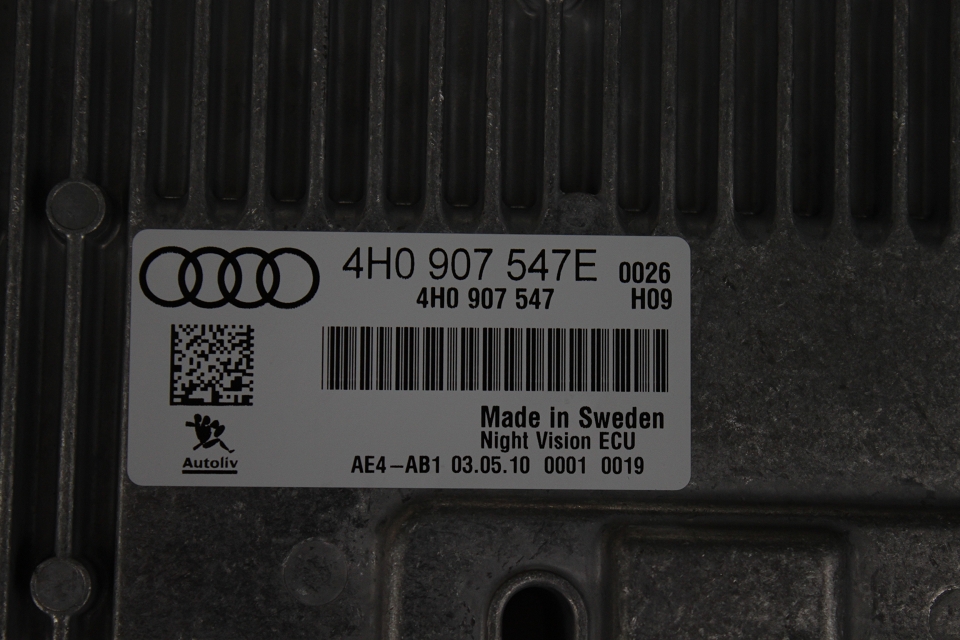 4H0 907 547E 0026
4H0 907 547 H09
Made in Sweden
Night Vision ECU
Autoliv
AE4-AB1 03.05.10 0001 0019